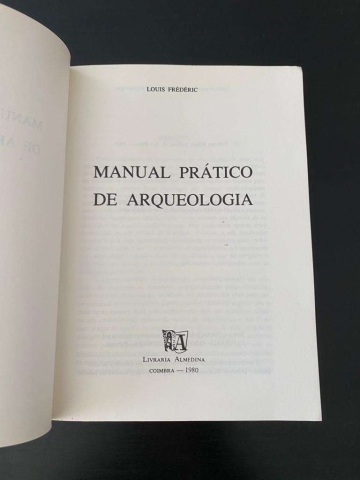 LOUIS FRÉDÉRIC
MANUAL PRÁTICO
DE ARQUEOLOGIA
LIVRARIA ALMEDINA
COIMBRA — 1980